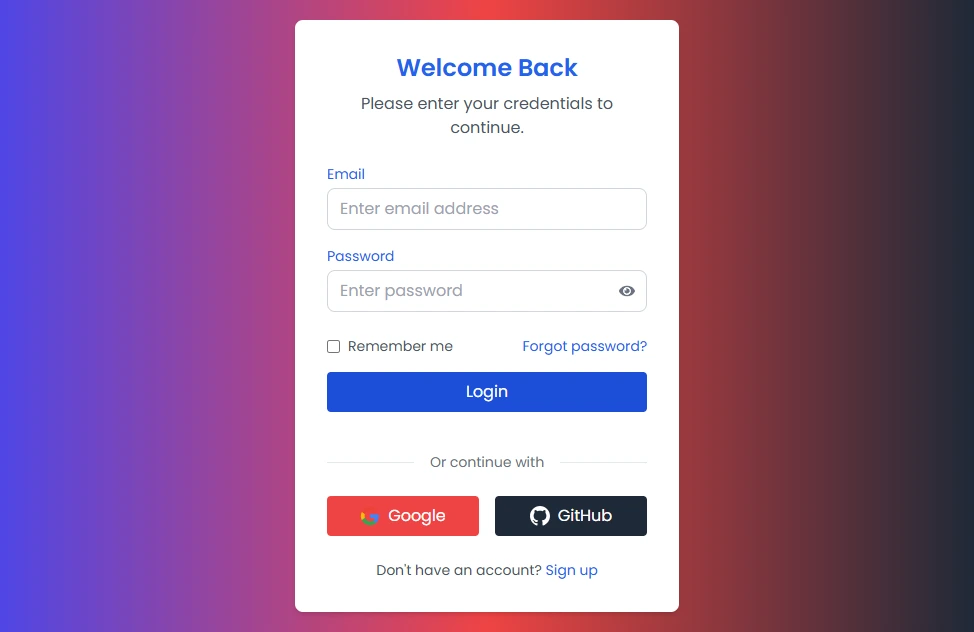 Welcome Back
Please enter your credentials to
continue.
Email
Enter email address
Password
Enter password
Remember me
Forgot password?
Login
Or continue with
Google
GitHub
Don't have an account? Sign up